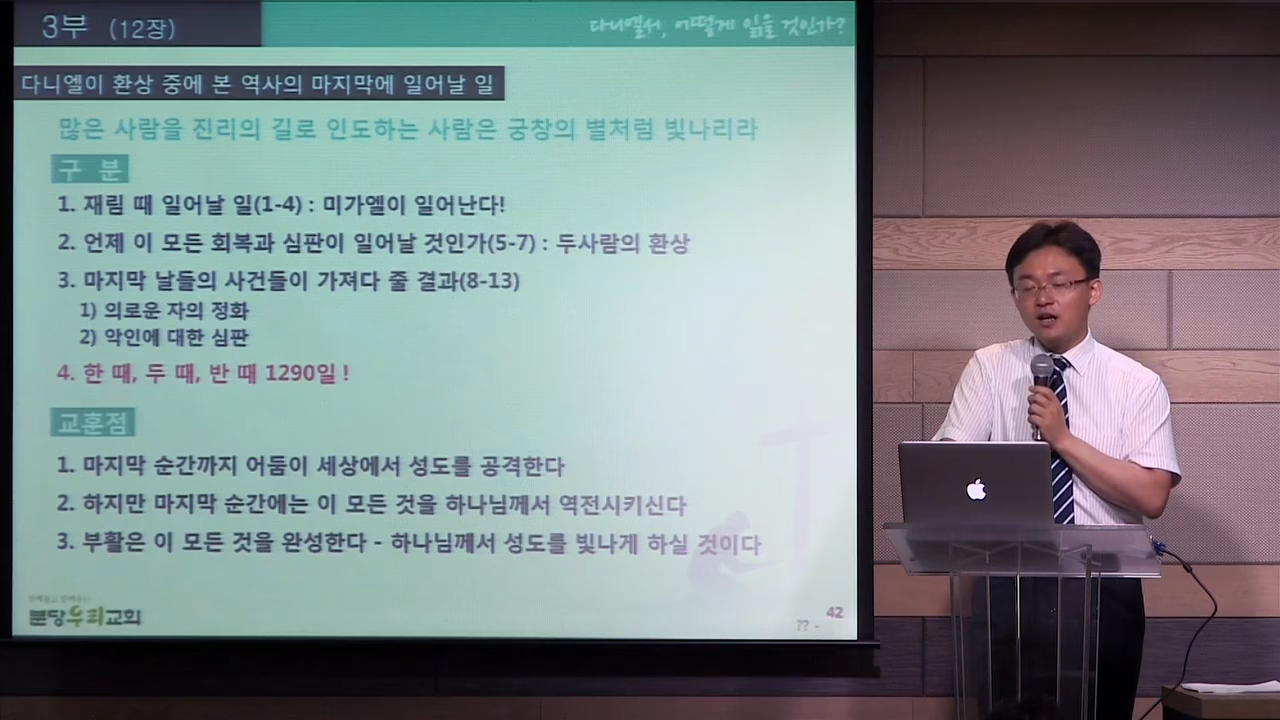 3부 (12장)
다니엘서, 어떻게 읽을 것인가?
다니엘이 환상 중에 본 역사의 마지막에 일어날 일
많은 사람을 진리의 길로 인도하는 사람은 궁창의 별처럼 빛나리라
구 분
1. 재림 때 일어날 일(1-4) : 미가엘이 일어난다!
2. 언제 이 모든 회복과 심판이 일어날 것인가(5-7) : 두사람의 환상
3. 마지막 날들의 사건들이 가져다 줄 결과(8-13)
1) 의로운 자의 정화
2) 악인에 대한 심판
4. 한 때, 두 때, 반 때 1290일 !
교훈점
1. 마지막 순간까지 어둠이 세상에서 성도를 공격한다
2. 하지만 마지막 순간에는 이 모든 것을 하나님께서 역전시키신다
3. 부활은 이 모든 것을 완성한다 - 하나님께서 성도를 빛나게 하실 것이다
분당우리교회
?? - 42